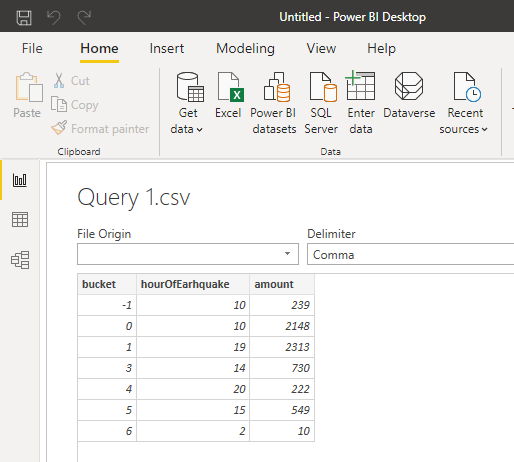 Untitled - Power BI Desktop
File Home Insert Modeling View Help
Paste Cut Copy Format painter
Get data Excel Power BI datasets SQL Server Enter data Dataverse Recent sources
Clipboard Data
Query 1.csv
File Origin Delimiter
Comma
bucket hourOfEarhquake amount
-1 10 239
0 10 2148
1 19 2313
3 14 730
4 20 222
5 15 549
6 2 10